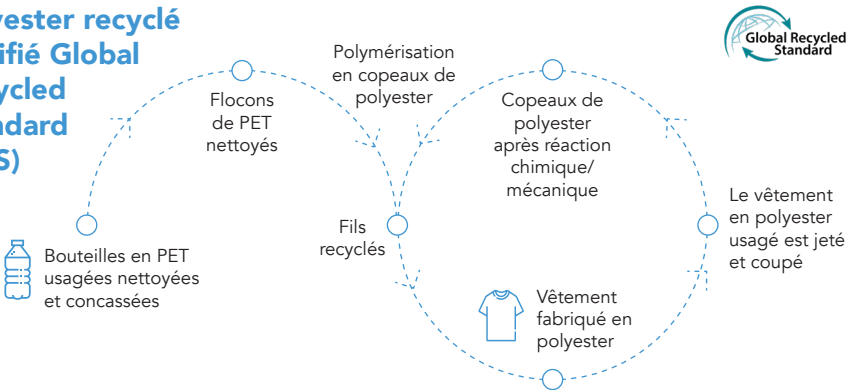 yester recyclé
ifié Global
ycled
ndard
S)
Global Recycled
Standard
Polymérisation
en copeaux de
polyester
Flocons
de PET
nettoyés
Copeaux de
polyester
après réaction
chimique/
mécanique
Le vêtement
en polyester
usagé est jeté
et coupé
Fils
recyclés
Bouteilles en PET
usagées nettoyées
et concassées
Vêtement
fabriqué en
polyester